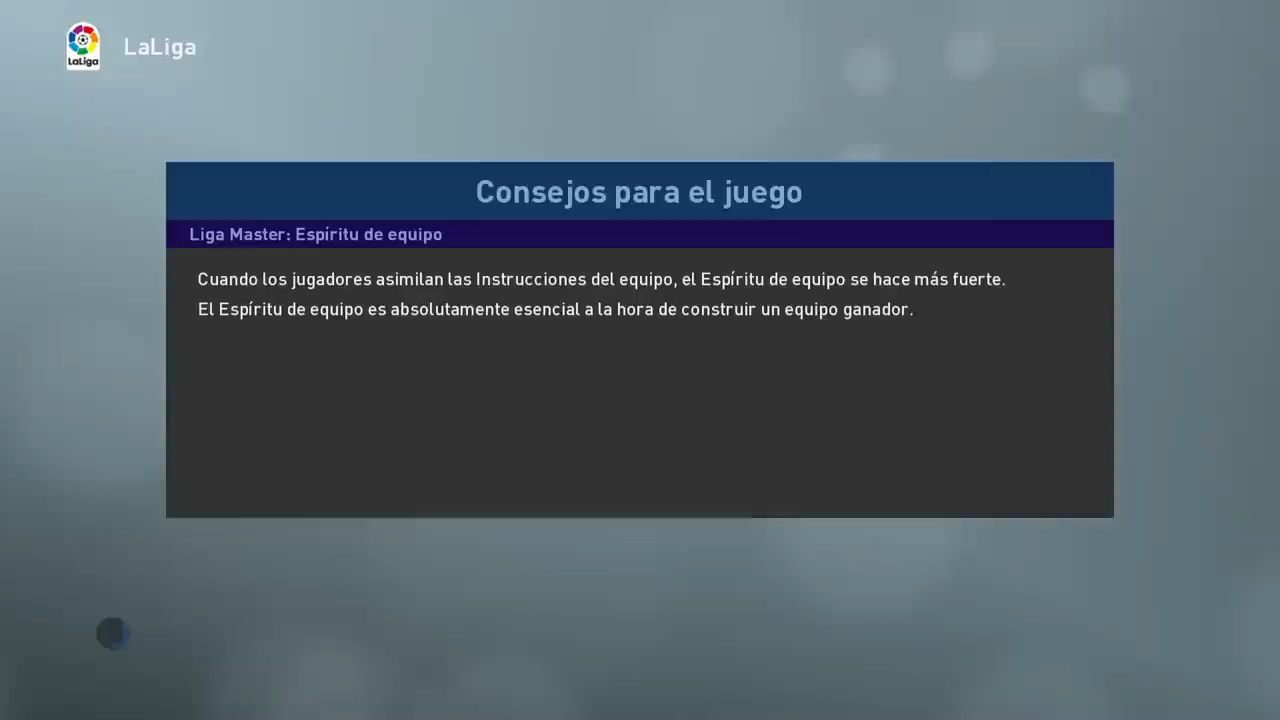 LaLiga
LaLiga
Consejos para el juego
Liga Master: Espíritu de equipo
Cuando los jugadores asimilan las Instrucciones del equipo, el Espíritu de equipo se hace más fuerte.
El Espíritu de equipo es absolutamente esencial a la hora de construir un equipo ganador.